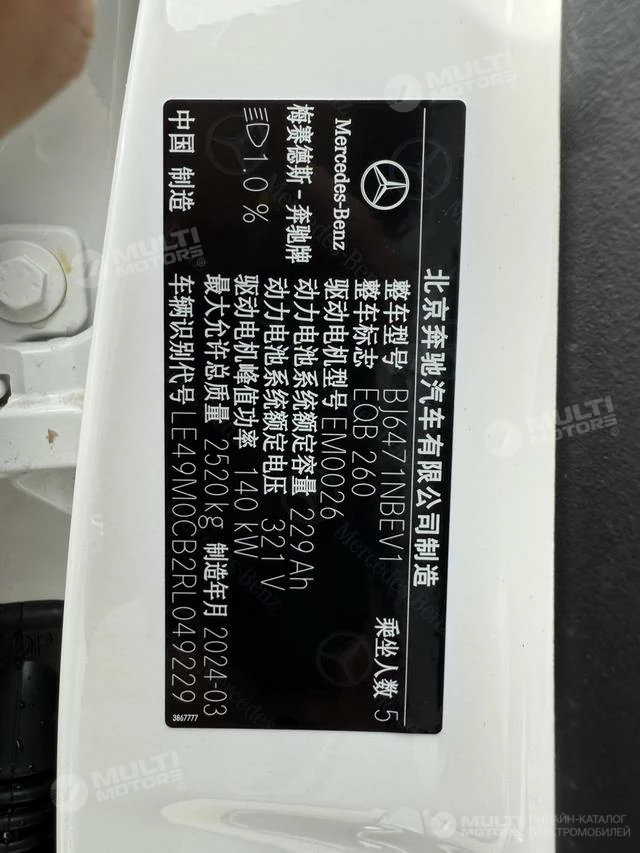 北京奔驰汽车有限公司制造
Mercedes-Benz
梅赛德斯-奔驰牌
1.0 %
中国 制造
整车型号 BJ6471NBEV1 乘坐人数 5
整车标志 EQB 260
驱动电机型号 EM0026
动力电池系统额定容量 229 Ah
动力电池系统额定电压 321 V
驱动电机峰值功率 140 kW
最大允许总质量 2520kg 制造年月 2024-03
车辆识别代号 LE49M0CB2RL049229
3867777
MULTI MOTORS
MULTI MOTORS
MULTI MOTORS
MULTI MOTORS
ОНЛАЙН-КАТАЛОГ
ЭЛЕКТРОМОБИЛЕЙ